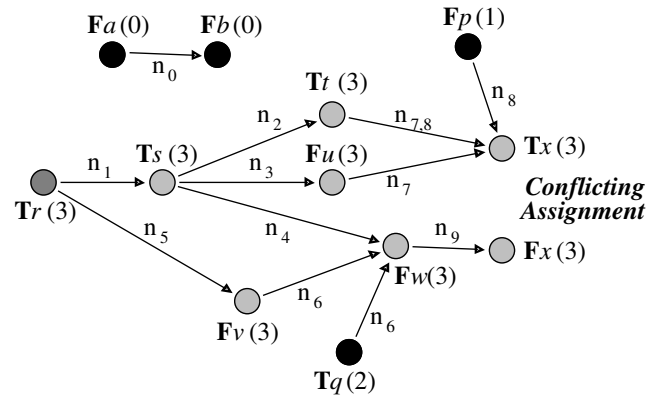 Fa(0) Fb(0) Fp(1)
n0
n8
Tt(3)
n2 n7,8
n1 Ts(3) n3 Fu(3) Tx(3)
n7
Conflicting
Assignment
Tr(3) n5 n4 n9
Fw(3) Fx(3)
n6
Fv(3) n6
Tq(2)